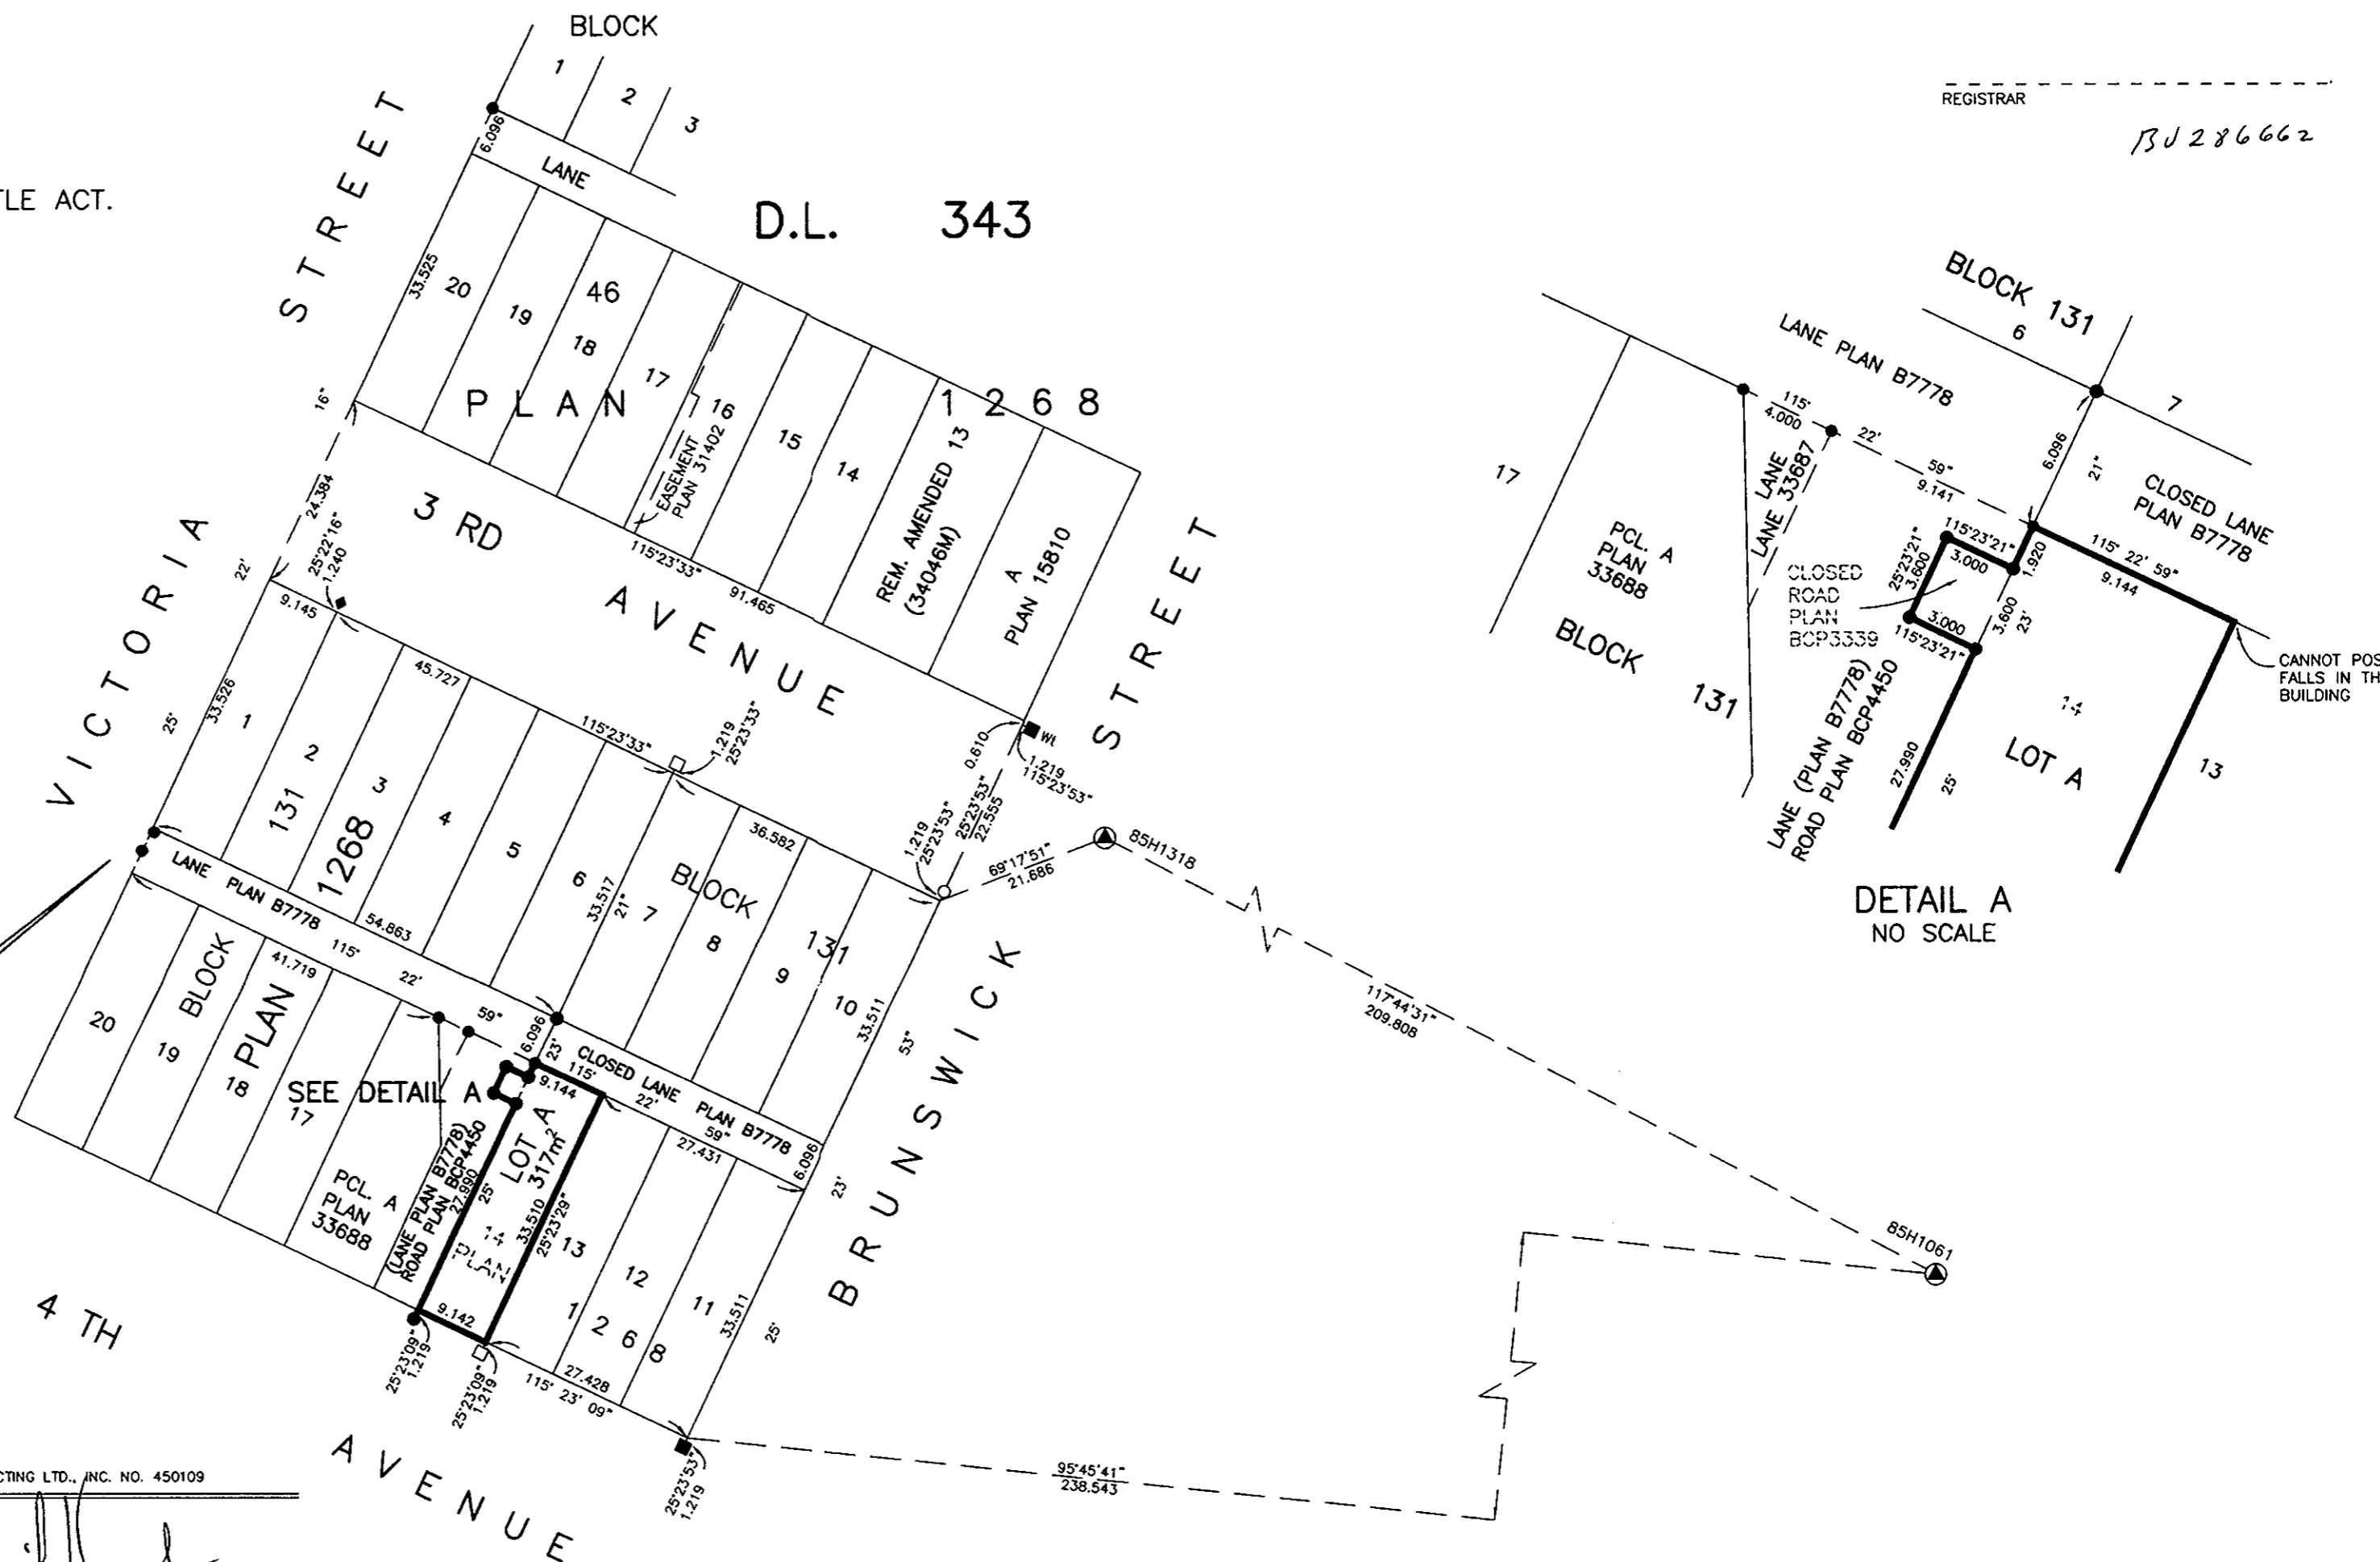 BLOCK
1
2
3
6.096
LANE
STREET
TLE ACT.
D.L. 343
REGISTRAR
BU286662
33.525
20
19
46
18
17
16
15
14
PLAN
1268
EASEMENT
PLAN 31402
REM. AMENDED 13
(34046M)
A
PLAN 15810
16"
24.384
25°22'16"
1.240
22'
3 RD
AVENUE
115°23'33"
91.465
STREET
VICTORIA
9.145
45.727
115°23'33"
1.219
25°23'33"
33.526
25'
1
2
131
3
1268
4
5
6
33.517
21"
7
BLOCK
8
36.582
9
131
10
33.511
53"
0.610
Wt
1.219
115°23'53"
25°23'53"
22.555
1.219
25°23'53"
69°17'51"
21.686
85H1318
117°44'31"
209.808
85H1061
95°45'41"
238.543
LANE PLAN B7778
54.863
115°
22'
59"
41.719
20
BLOCK
19
PLAN
18
17
SEE DETAIL A
6.096
23'
CLOSED LANE PLAN B7778
115°
9.144
22'
59"
27.431
6.096
23'
BRUNSWICK
PCL. A
PLAN
33688
(LANE PLAN B7778)
ROAD PLAN BCP4450
27.990
25'
LOT A
317m2
33.510
25°23'29"
14
PLAN
13
12
11
1268
33.511
25'
9.142
25°23'09"
1.219
25°23'09"
1.219
27.428
115° 23' 09"
25°23'53"
1.219
4 TH
AVENUE
CTING LTD., INC. NO. 450109
BLOCK 131
6
7
LANE PLAN B7778
115°
4.000
22'
59"
9.141
6.096
21"
17
LANE
LANE 33687
CLOSED LANE
PLAN B7778
PCL. A
PLAN
33688
BLOCK 131
CLOSED
ROAD
PLAN
BCP3339
115°23'21"
3.000
25°23'21"
3.600
1.920
115° 22' 59"
9.144
3.000
115°23'21"
3.600
23'
CANNOT POS
FALLS IN TH
BUILDING
LANE (PLAN B7778)
ROAD PLAN BCP4450
27.990
25'
14
LOT A
13
DETAIL A
NO SCALE